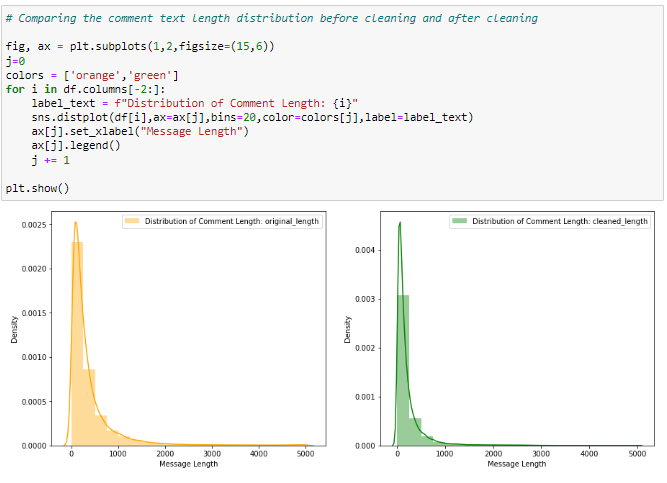 # Comparing the comment text length distribution before cleaning and after cleaning
fig, ax = plt.subplots(1,2,figsize=(15,6))
j=0
colors = ['orange','green']
for i in df.columns[-2:]:
    label_text = f"Distribution of Comment Length: {i}"
    sns.distplot(df[i],ax=ax[j],bins=20,color=colors[j],label=label_text)
    ax[j].set_xlabel("Message Length")
    ax[j].legend()
    j += 1
plt.show()
Distribution of Comment Length: original_length
0.0025
0.0020
0.0015
0.0010
0.0005
0.0000
Density
0 1000 2000 3000 4000 5000
Message Length
Distribution of Comment Length: cleaned_length
0.004
0.003
0.002
0.001
0.000
Density
0 1000 2000 3000 4000 5000
Message Length